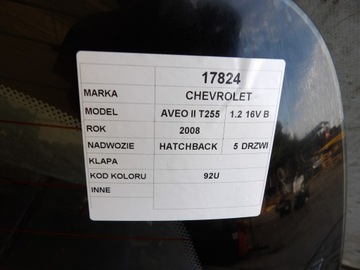 17824
MARKA CHEVROLET
MODEL AVEO II T255 1.2 16V B
ROK 2008
NADWOZIE HATCHBACK 5 DRZWI
KLAPA
KOD KOLORU 92U
INNE